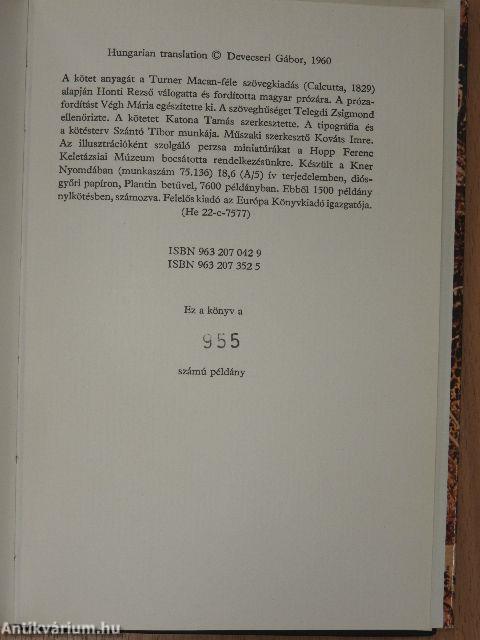 Hungarian translation © Devecseri Gábor, 1960
A kötet anyagát a Turner Macan-féle szövegkiadás (Calcutta, 1829)
alapján Honti Rezső válogatta és fordította magyar prózára. A próza-
fordítást Végh Mária egészítette ki. A szöveghűséget Telegdi Zsigmond
ellenőrizte. A kötetet Katona Tamás szerkesztette. A tipográfia és
a kötésterv Szántó Tibor munkája. Műszaki szerkesztő Kováts Imre.
Az illusztrációként szolgáló perzsa miniatúrákat a Hopp Ferenc
Keletázsiai Múzeum bocsátotta rendelkezésünkre. Készült a Kner
Nyomdában (munkaszám 75.136) 18,6 (A/5) ív terjedelemben, diós-
győri papíron, Plantin betűvel, 7600 példányban. Ebből 1500 példány
nylkötésben, számozva. Felelős kiadó az Európa Könyvkiadó igazgatója.
(He 22-c-7577)
ISBN 963 207 042 9
ISBN 963 207 352 5
Ez a könyv a
955
számú példány
Antikvárium.hu